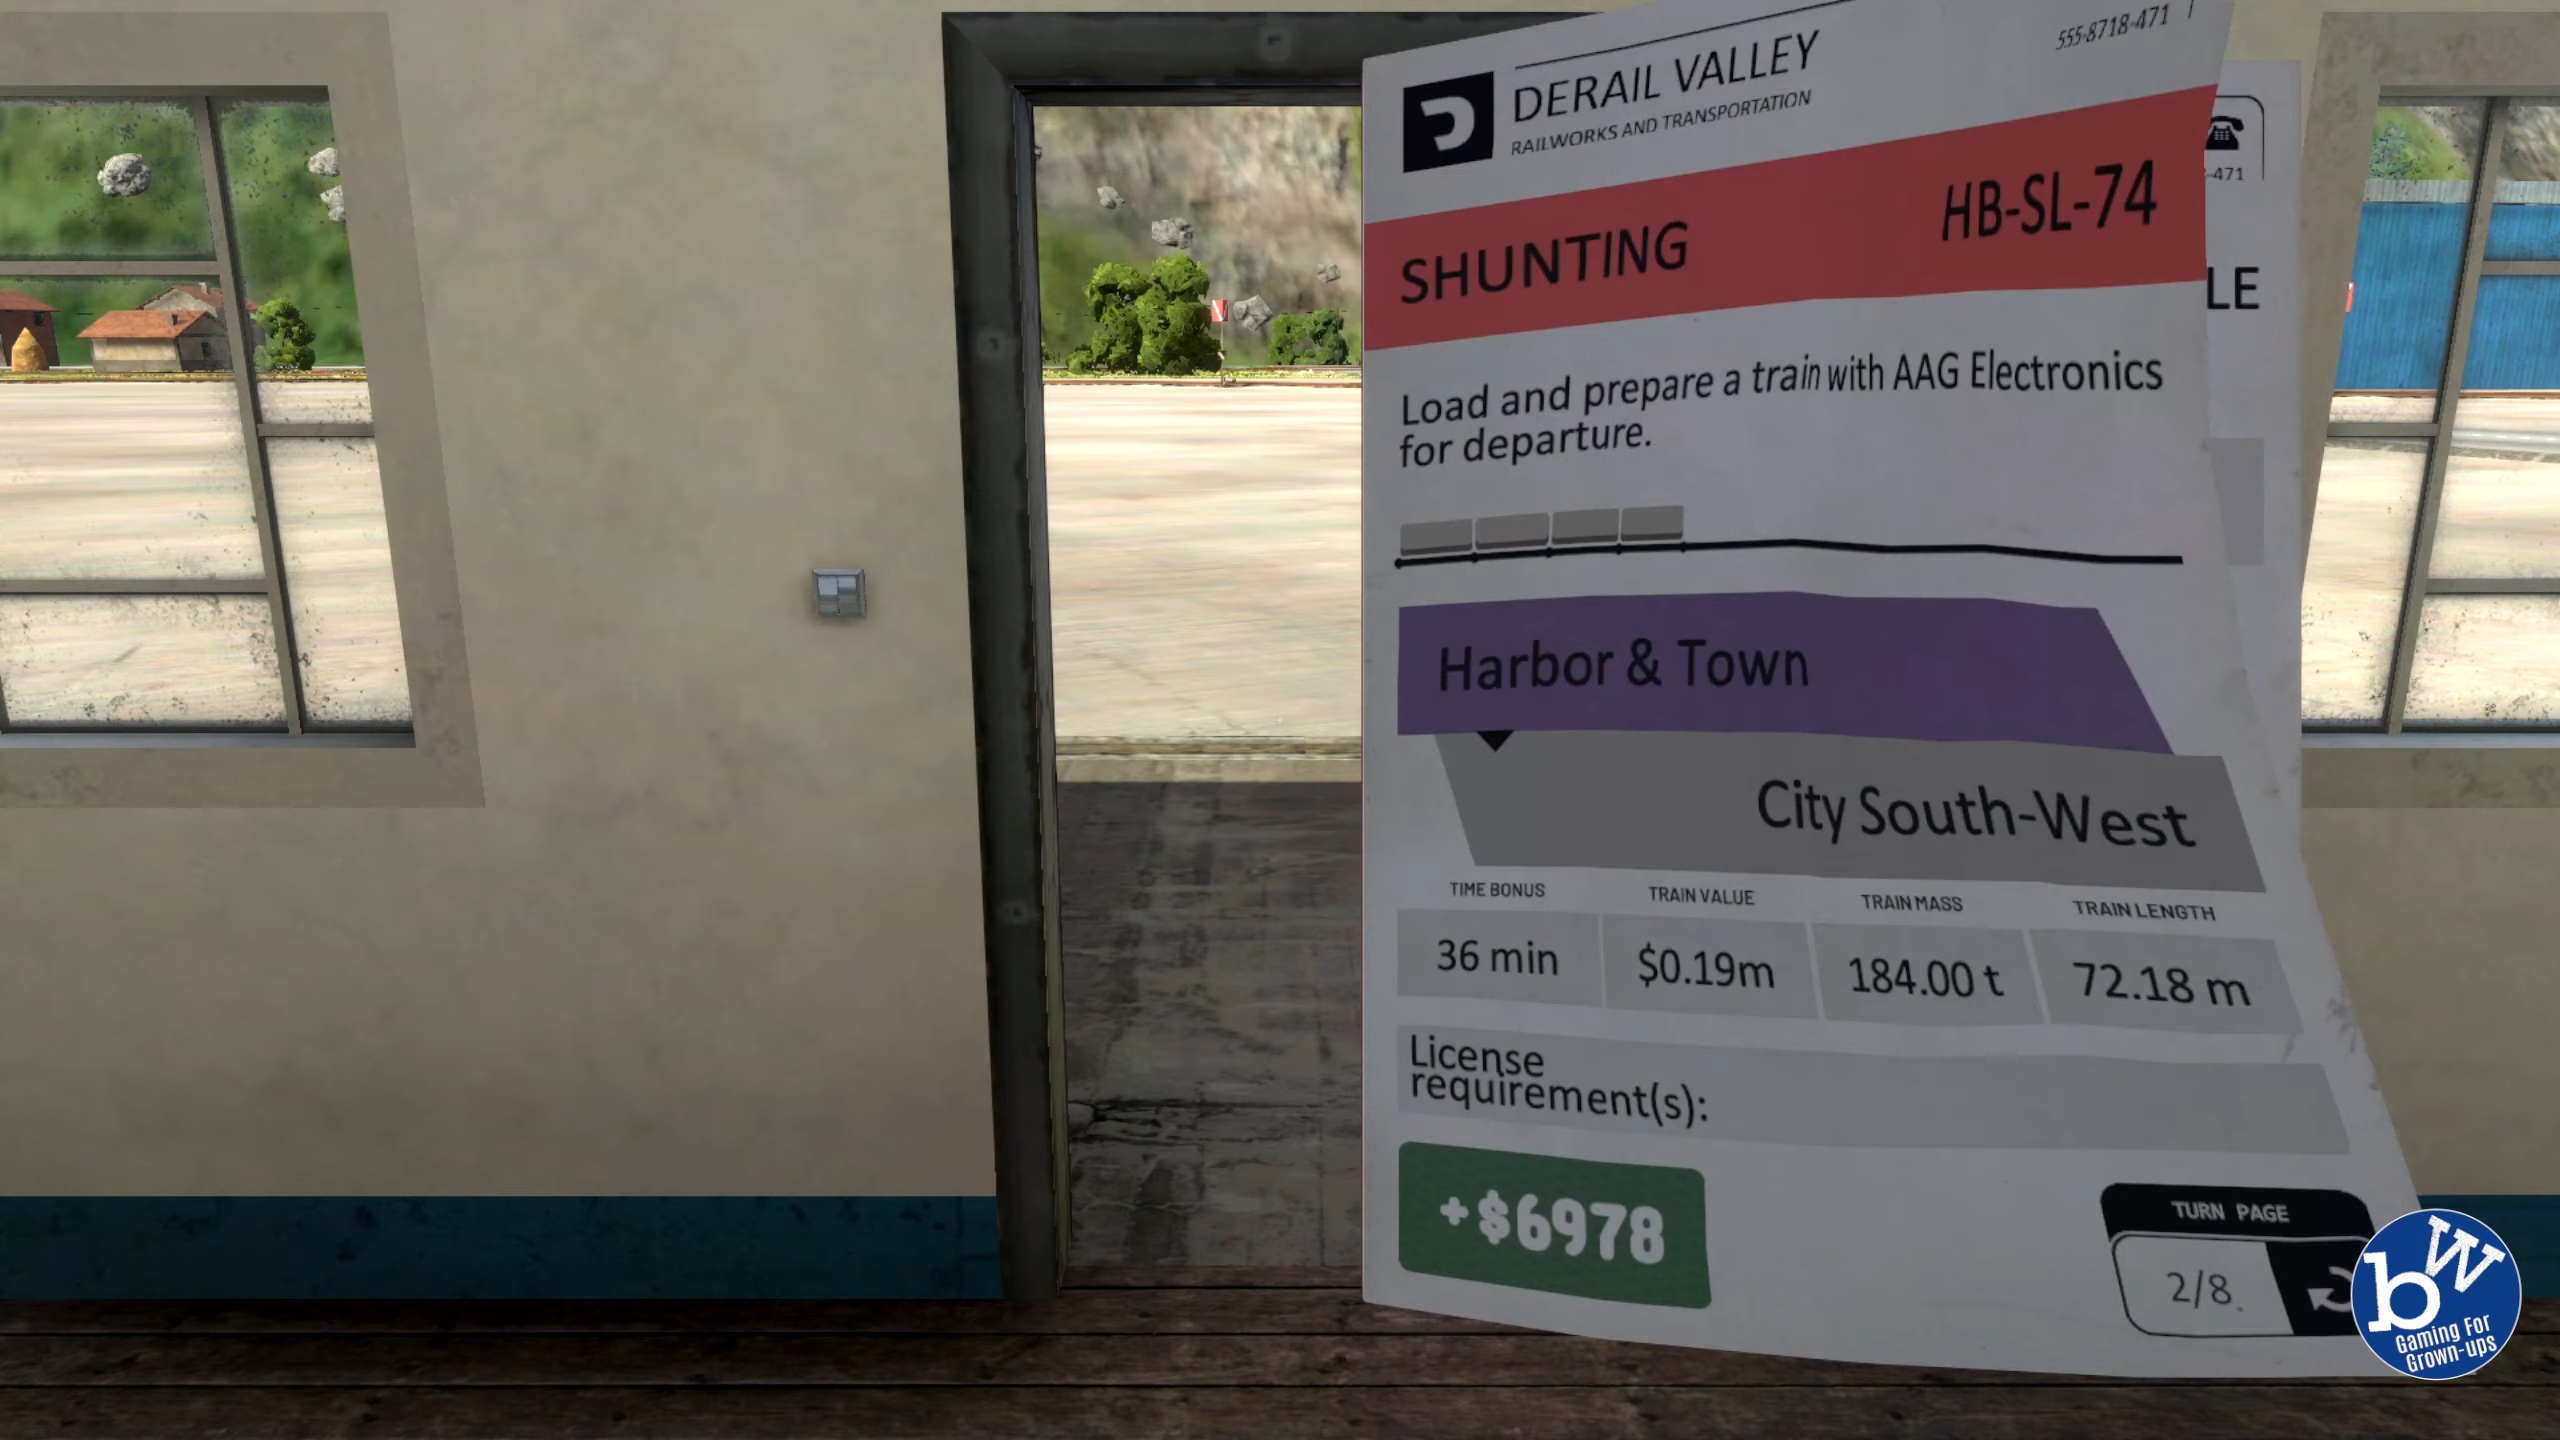 DERAIL VALLEY
RAILWORKS AND TRANSPORTATION
555-8718-471
SHUNTING
HB-SL-74
-471
LE
Load and prepare a train with AAG Electronics
for departure.
Harbor & Town
City South-West
TIME BONUS TRAIN VALUE TRAIN MASS TRAIN LENGTH
36 min $0.19m 184.00 t 72.18 m
License
requirement(s):
+$6978
TURN PAGE
2/8
bw
Gaming For
Grown-ups